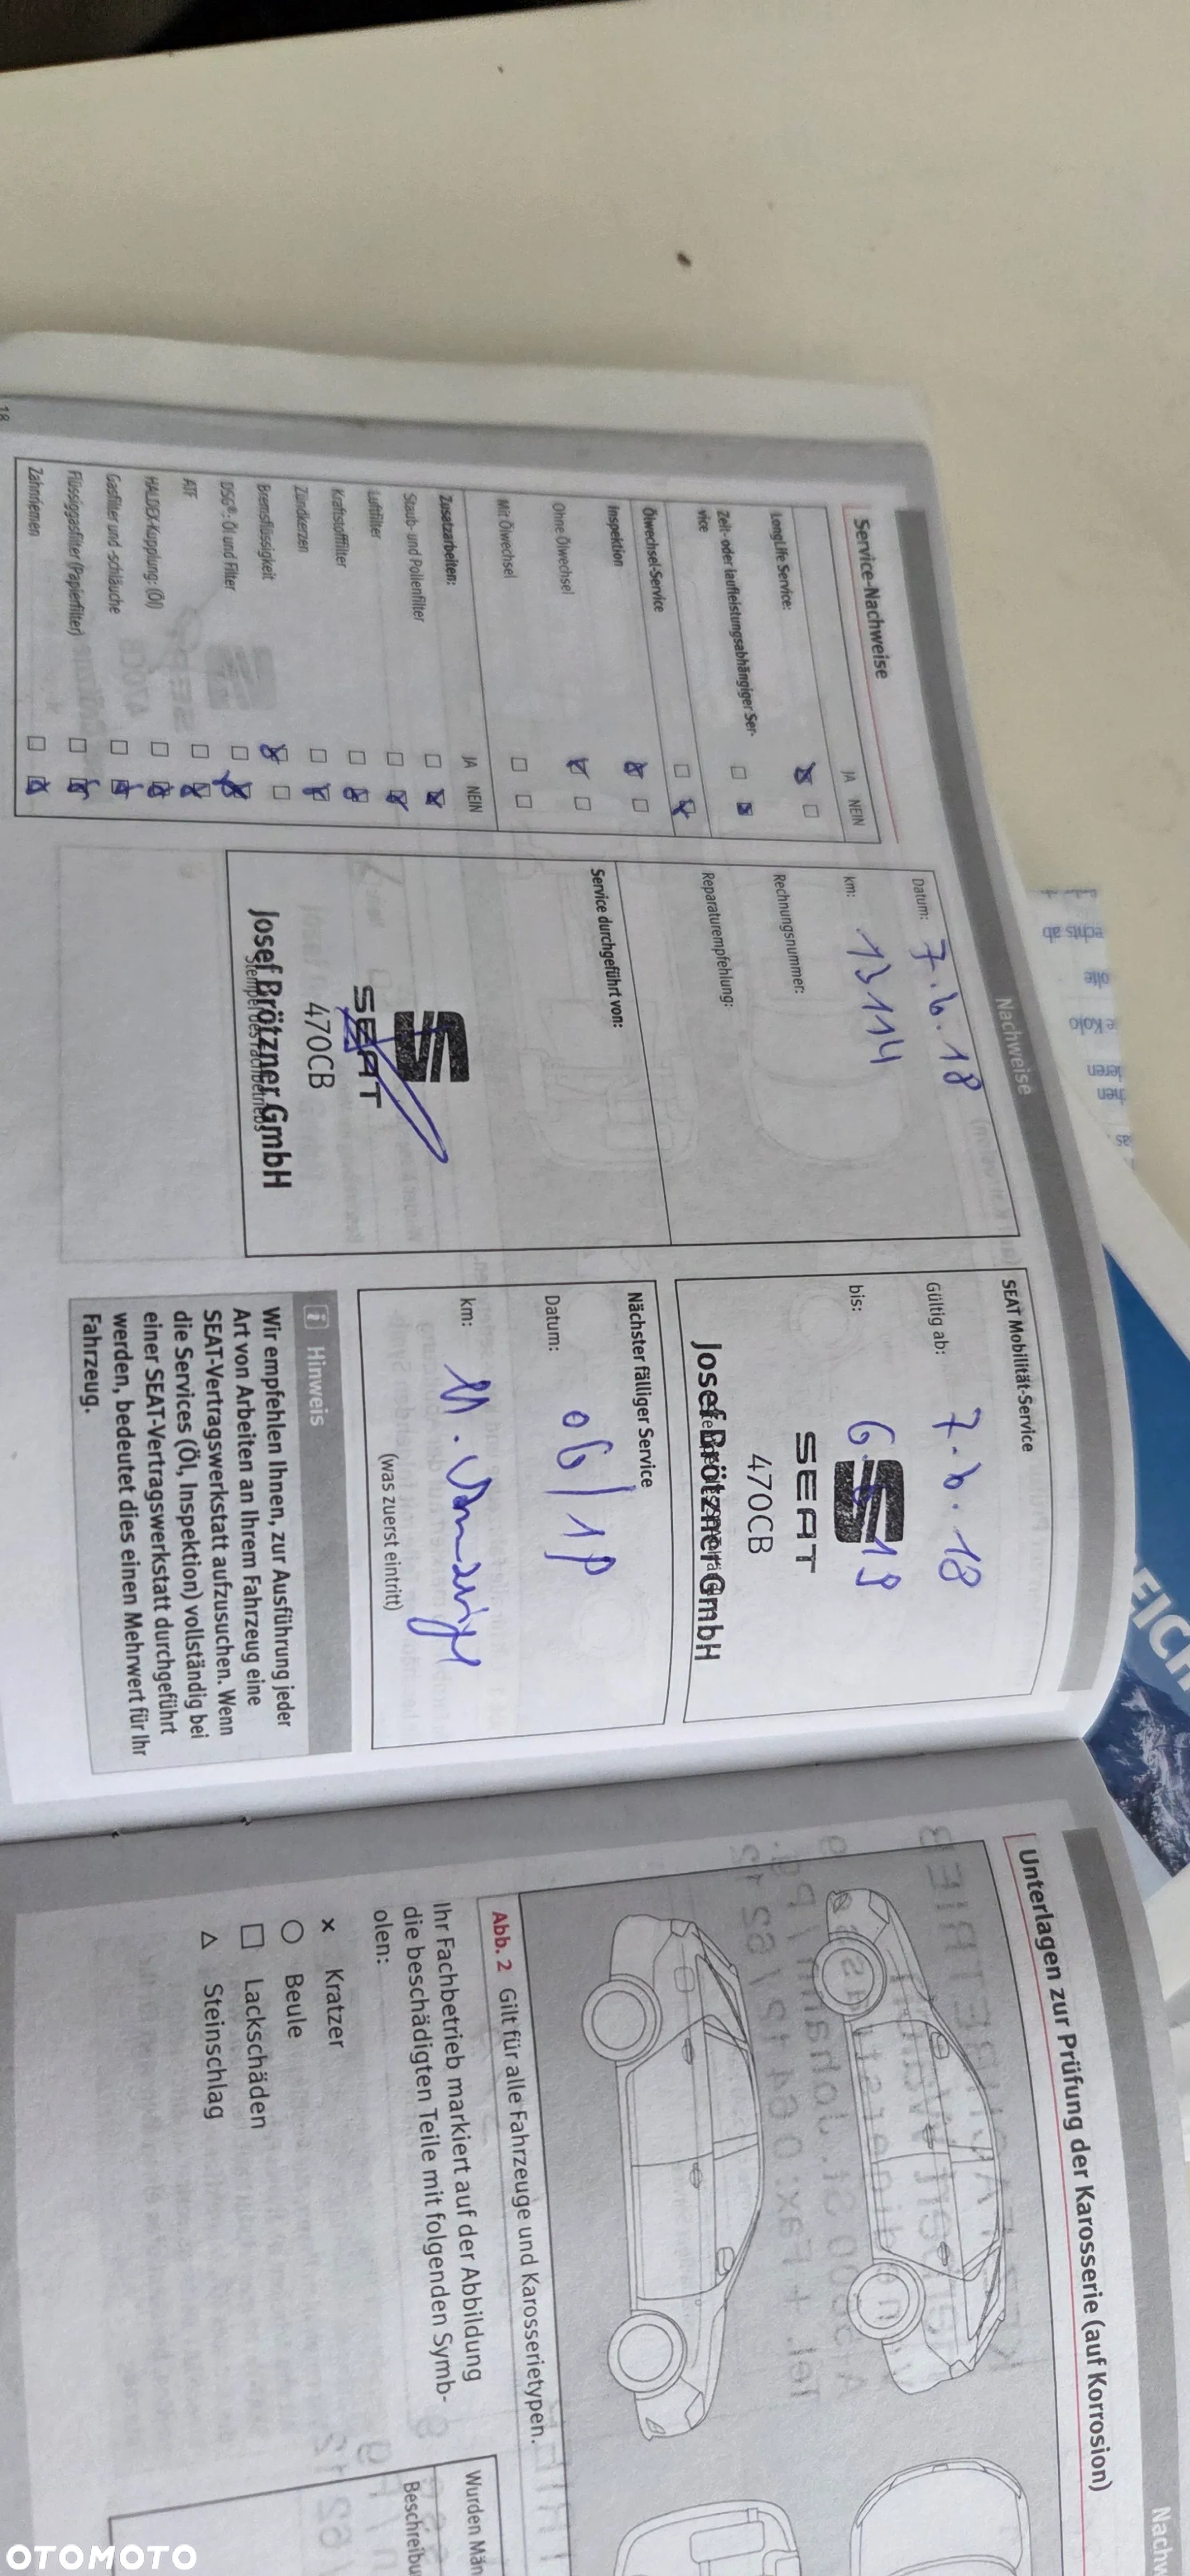 Nachweise
Service-Nachweise
JA NEIN
LongLife Service:
Zeit- oder laufleistungsabhängiger Ser-
vice
Ölwechsel-Service
Inspektion
Ohne Ölwechsel
Mit Ölwechsel
JA NEIN
Zusatzarbeiten:
Staub- und Pollenfilter
Luftfilter
Kraftstofffilter
Zündkerzen
Bremsflüssigkeit
DSG®: Öl und Filter
ATF
HALDEX-Kupplung: (Öl)
Gasfilter und -schläuche
Flüssiggasfilter (Papierfilter)
Zahnriemen
18
Datum: 7.6.18
km: 13114
Rechnungsnummer:
Reparaturempfehlung:
Service durchgeführt von:
SEAT
470CB
Josef Brötzner GmbH
Stempel des Fachbetriebs
SEAT Mobilität-Service
Gültig ab: 7.6.18
bis: 6.6.19
SEAT
470CB
Josef Brötzner GmbH
Nächster fälliger Service
Datum: 06/19
km:
(was zuerst eintritt)
Hinweis
Wir empfehlen Ihnen, zur Ausführung jeder
Art von Arbeiten an Ihrem Fahrzeug eine
SEAT-Vertragswerkstatt aufzusuchen. Wenn
die Services (Öl, Inspektion) vollständig bei
einer SEAT-Vertragswerkstatt durchgeführt
werden, bedeutet dies einen Mehrwert für Ihr
Fahrzeug.
Nachw
Unterlagen zur Prüfung der Karosserie (auf Korrosion)
Abb. 2 Gilt für alle Fahrzeuge und Karosserietypen.
Ihr Fachbetrieb markiert auf der Abbildung
die beschädigten Teile mit folgenden Symb-
olen:
x Kratzer
○ Beule
□ Lackschäden
△ Steinschlag
Wurden Män
Beschreibu
OTOMOTO